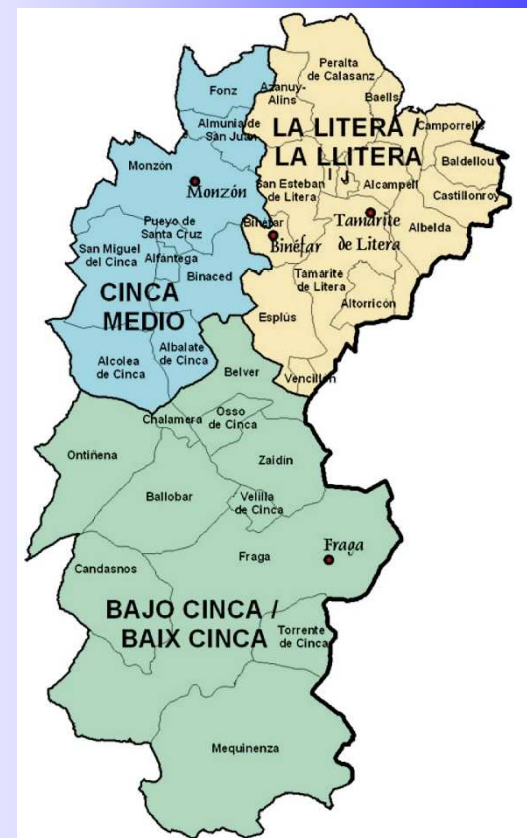 Peralta
de Calasanz
Fonz
Azanuy-
Alins
Baells
Almunia de
San Juan
LA LITERA /
LA LLITERA
Camporrells
Baldellou
Monzón
Monzón
I J
San Esteban
de Litera
Alcampell
Castillonroy
Pueyo de
Santa Cruz
Binéfar
Binéfar
Tamarite
de Litera
Albelda
San Miguel
del Cinca
Alfántega
Binaced
Tamarite
de Litera
Altorricón
CINCA
MEDIO
Esplús
Alcolea
de Cinca
Albalate
de Cinca
Belver
Vencillón
Chalamera
Osso
de Cinca
Ontiñena
Zaidín
Ballobar
Velilla
de Cinca
Fraga
Fraga
Candasnos
BAJO CINCA /
BAIX CINCA
Torrente
de Cinca
Mequinenza